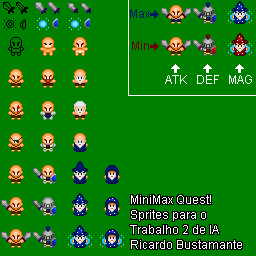 Max
Min
ATK DEF MAG
MiniMax Quest!
Sprites para o
Trabalho 2 de IA
Ricardo Bustamante